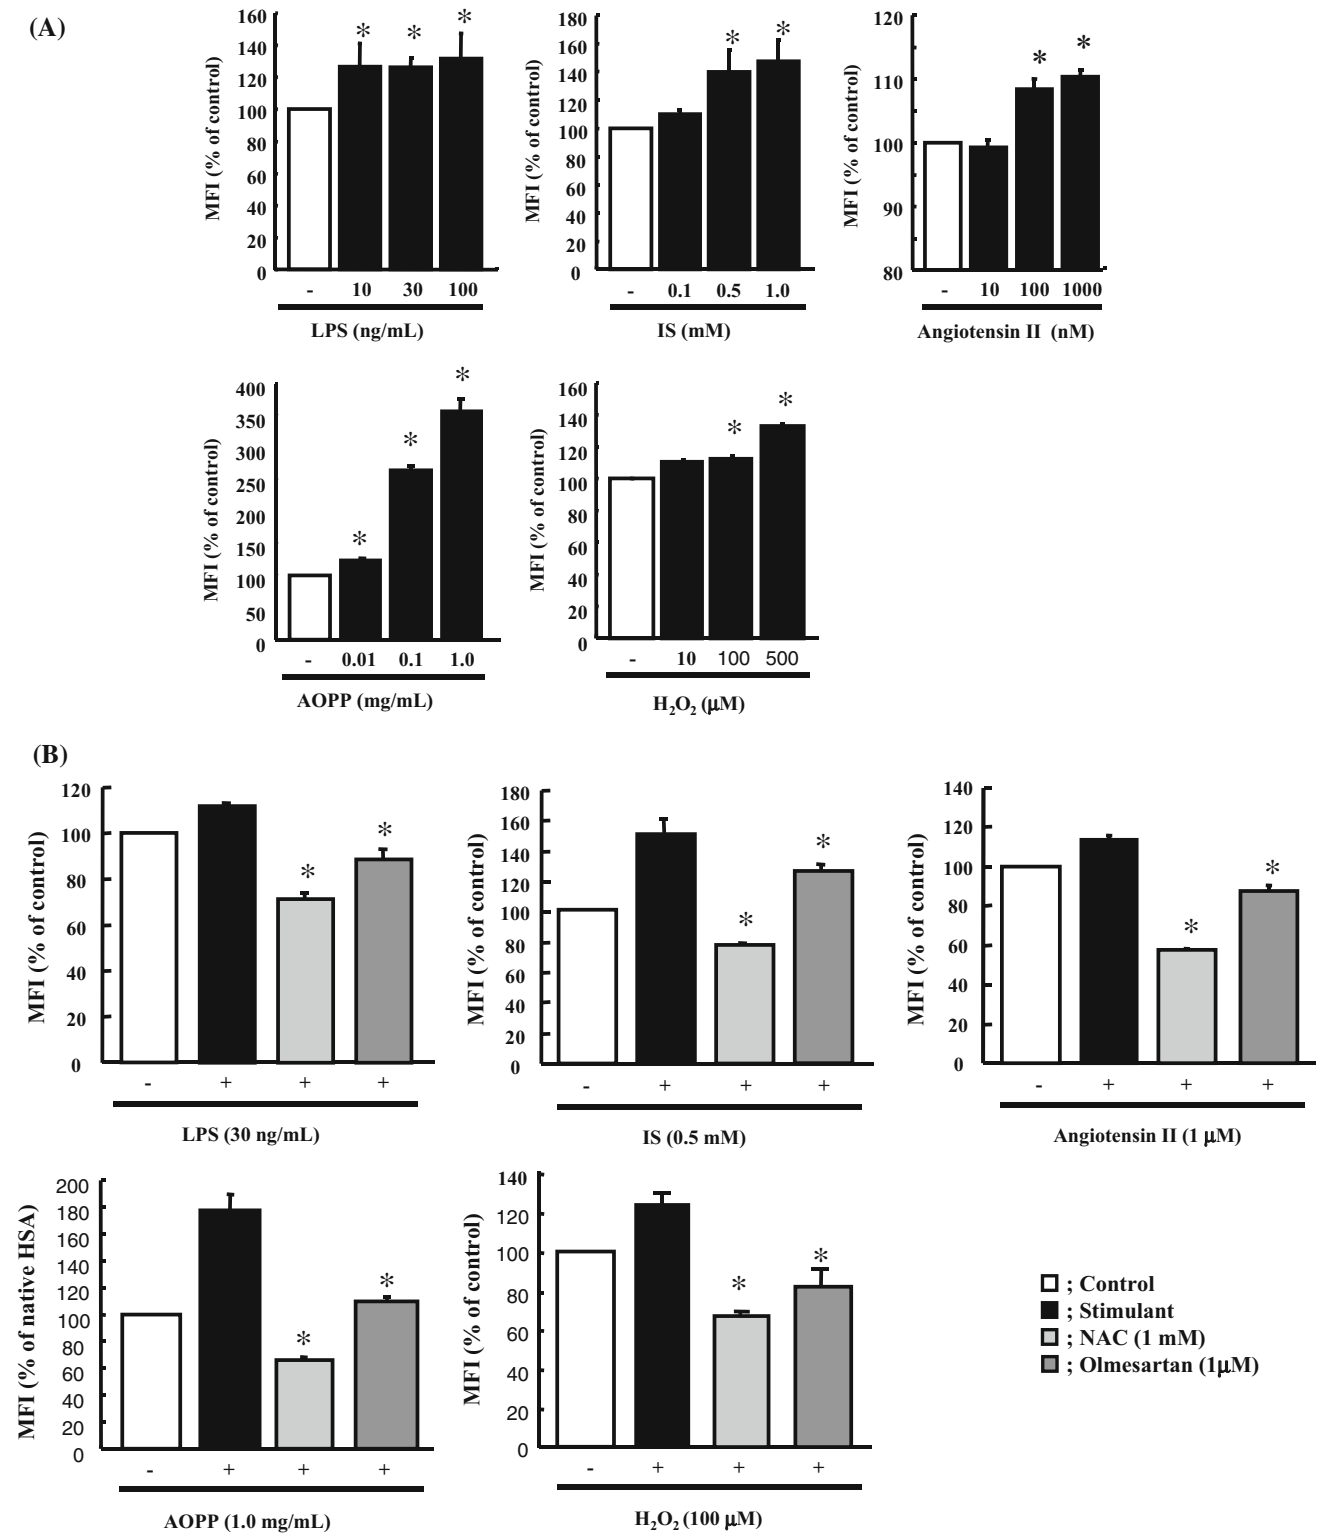 (A)
MFI (% of control)
160
140
120
100
80
60
40
20
0
- 10 30 100
LPS (ng/mL)
* * *
MFI (% of control)
180
160
140
120
100
80
60
40
20
0
- 0.1 0.5 1.0
IS (mM)
* *
MFI (% of control)
120
110
100
90
80
- 10 100 1000
Angiotensin II (nM)
* *
MFI (% of control)
400
350
300
250
200
150
100
50
0
- 0.01 0.1 1.0
AOPP (mg/mL)
* * *
MFI (% of control)
160
140
120
100
80
60
40
20
0
- 10 100 500
H₂O₂ (μM)
* *
(B)
MFI (% of control)
120
100
80
60
40
20
0
- + + +
LPS (30 ng/mL)
* *
MFI (% of control)
180
160
140
120
100
80
60
40
20
0
- + + +
IS (0.5 mM)
* *
MFI (% of control)
140
120
100
80
60
40
20
0
- + + +
Angiotensin II (1 μM)
* *
MFI (% of native HSA)
200
180
160
140
120
100
80
60
40
20
0
- + + +
AOPP (1.0 mg/mL)
* *
MFI (% of control)
140
120
100
80
60
40
20
0
- + + +
H₂O₂ (100 μM)
* *
; Control
; Stimulant
; NAC (1 mM)
; Olmesartan (1μM)